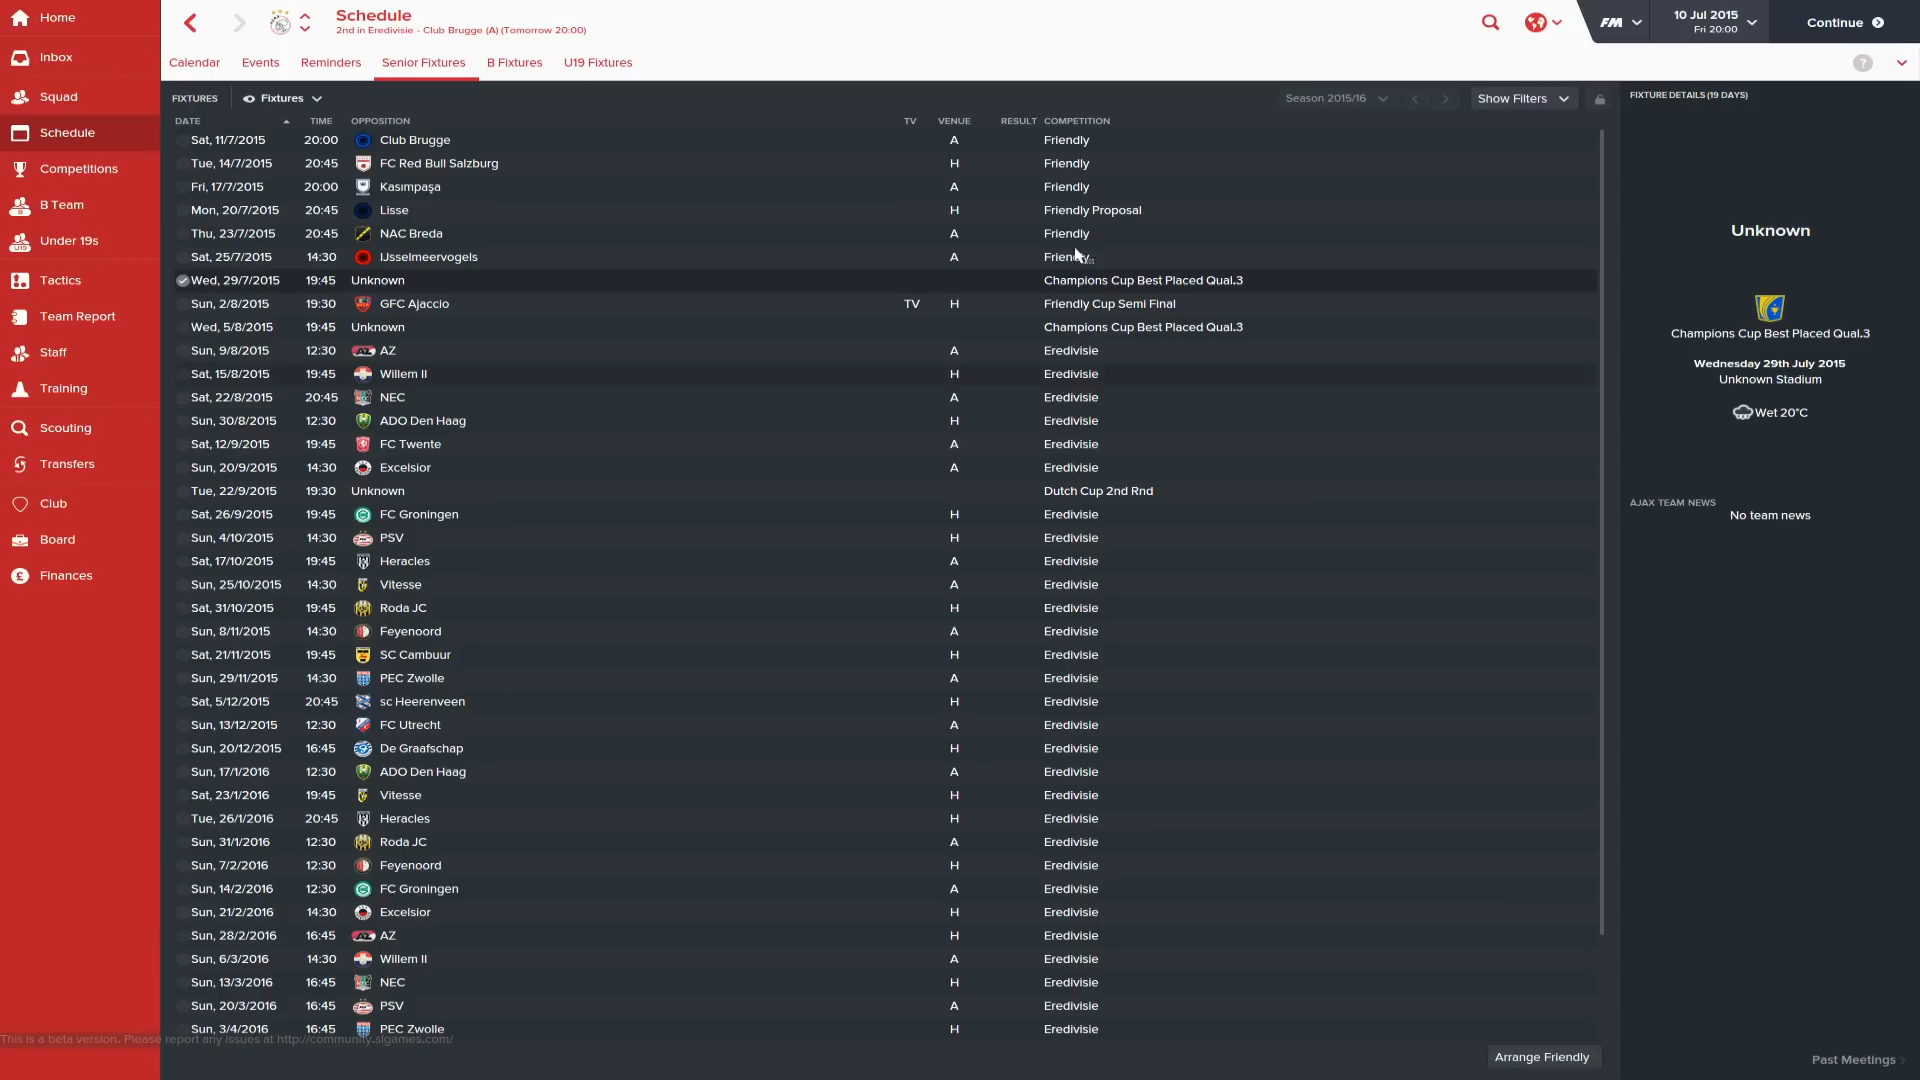 Home
Inbox
Squad
Schedule
Competitions
B Team
Under 19s
Tactics
Team Report
Staff
Training
Scouting
Transfers
Club
Board
Finances
Schedule
2nd in Eredivisie - Club Brugge (A) (Tomorrow 20:00)
FM
10 Jul 2015
Fri 20:00
Continue
Calendar Events Reminders Senior Fixtures B Fixtures U19 Fixtures
?
FIXTURES Fixtures Season 2015/16 Show Filters
DATE TIME OPPOSITION TV VENUE RESULT COMPETITION
Sat, 11/7/2015 20:00 Club Brugge A Friendly
Tue, 14/7/2015 20:45 FC Red Bull Salzburg H Friendly
Fri, 17/7/2015 20:00 Kasımpaşa A Friendly
Mon, 20/7/2015 20:45 Lisse H Friendly Proposal
Thu, 23/7/2015 20:45 NAC Breda A Friendly
Sat, 25/7/2015 14:30 IJsselmeervogels A Friendly
Wed, 29/7/2015 19:45 Unknown Champions Cup Best Placed Qual.3
Sun, 2/8/2015 19:30 GFC Ajaccio TV H Friendly Cup Semi Final
Wed, 5/8/2015 19:45 Unknown Champions Cup Best Placed Qual.3
Sun, 9/8/2015 12:30 AZ A Eredivisie
Sat, 15/8/2015 19:45 Willem II H Eredivisie
Sat, 22/8/2015 20:45 NEC A Eredivisie
Sun, 30/8/2015 12:30 ADO Den Haag H Eredivisie
Sat, 12/9/2015 19:45 FC Twente A Eredivisie
Sun, 20/9/2015 14:30 Excelsior A Eredivisie
Tue, 22/9/2015 19:30 Unknown Dutch Cup 2nd Rnd
Sat, 26/9/2015 19:45 FC Groningen H Eredivisie
Sun, 4/10/2015 14:30 PSV H Eredivisie
Sat, 17/10/2015 19:45 Heracles A Eredivisie
Sun, 25/10/2015 14:30 Vitesse A Eredivisie
Sat, 31/10/2015 19:45 Roda JC H Eredivisie
Sun, 8/11/2015 14:30 Feyenoord A Eredivisie
Sat, 21/11/2015 19:45 SC Cambuur H Eredivisie
Sun, 29/11/2015 14:30 PEC Zwolle A Eredivisie
Sat, 5/12/2015 20:45 sc Heerenveen H Eredivisie
Sun, 13/12/2015 12:30 FC Utrecht A Eredivisie
Sun, 20/12/2015 16:45 De Graafschap H Eredivisie
Sun, 17/1/2016 12:30 ADO Den Haag A Eredivisie
Sat, 23/1/2016 19:45 Vitesse H Eredivisie
Tue, 26/1/2016 20:45 Heracles H Eredivisie
Sun, 31/1/2016 12:30 Roda JC A Eredivisie
Sun, 7/2/2016 12:30 Feyenoord H Eredivisie
Sun, 14/2/2016 12:30 FC Groningen A Eredivisie
Sun, 21/2/2016 14:30 Excelsior H Eredivisie
Sun, 28/2/2016 16:45 AZ H Eredivisie
Sun, 6/3/2016 14:30 Willem II A Eredivisie
Sun, 13/3/2016 16:45 NEC H Eredivisie
Sun, 20/3/2016 16:45 PSV A Eredivisie
Sun, 3/4/2016 16:45 PEC Zwolle H Eredivisie
This is a beta version. Please report any issues at http://community.sigames.com/
Arrange Friendly
FIXTURE DETAILS (19 DAYS)
Unknown
Champions Cup Best Placed Qual.3
Wednesday 29th July 2015
Unknown Stadium
Wet 20°C
AJAX TEAM NEWS
No team news
Past Meetings